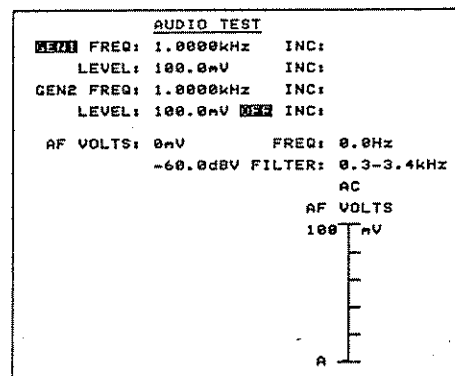 AUDIO TEST
GEN1 FREQ: 1.0000kHz INC:
LEVEL: 100.0mV INC:
GEN2 FREQ: 1.0000kHz INC:
LEVEL: 100.0mV OFF INC:
AF VOLTS: 0mV FREQ: 0.0Hz
-60.0dBV FILTER: 0.3-3.4kHz
AC
AF VOLTS
100 mV
A